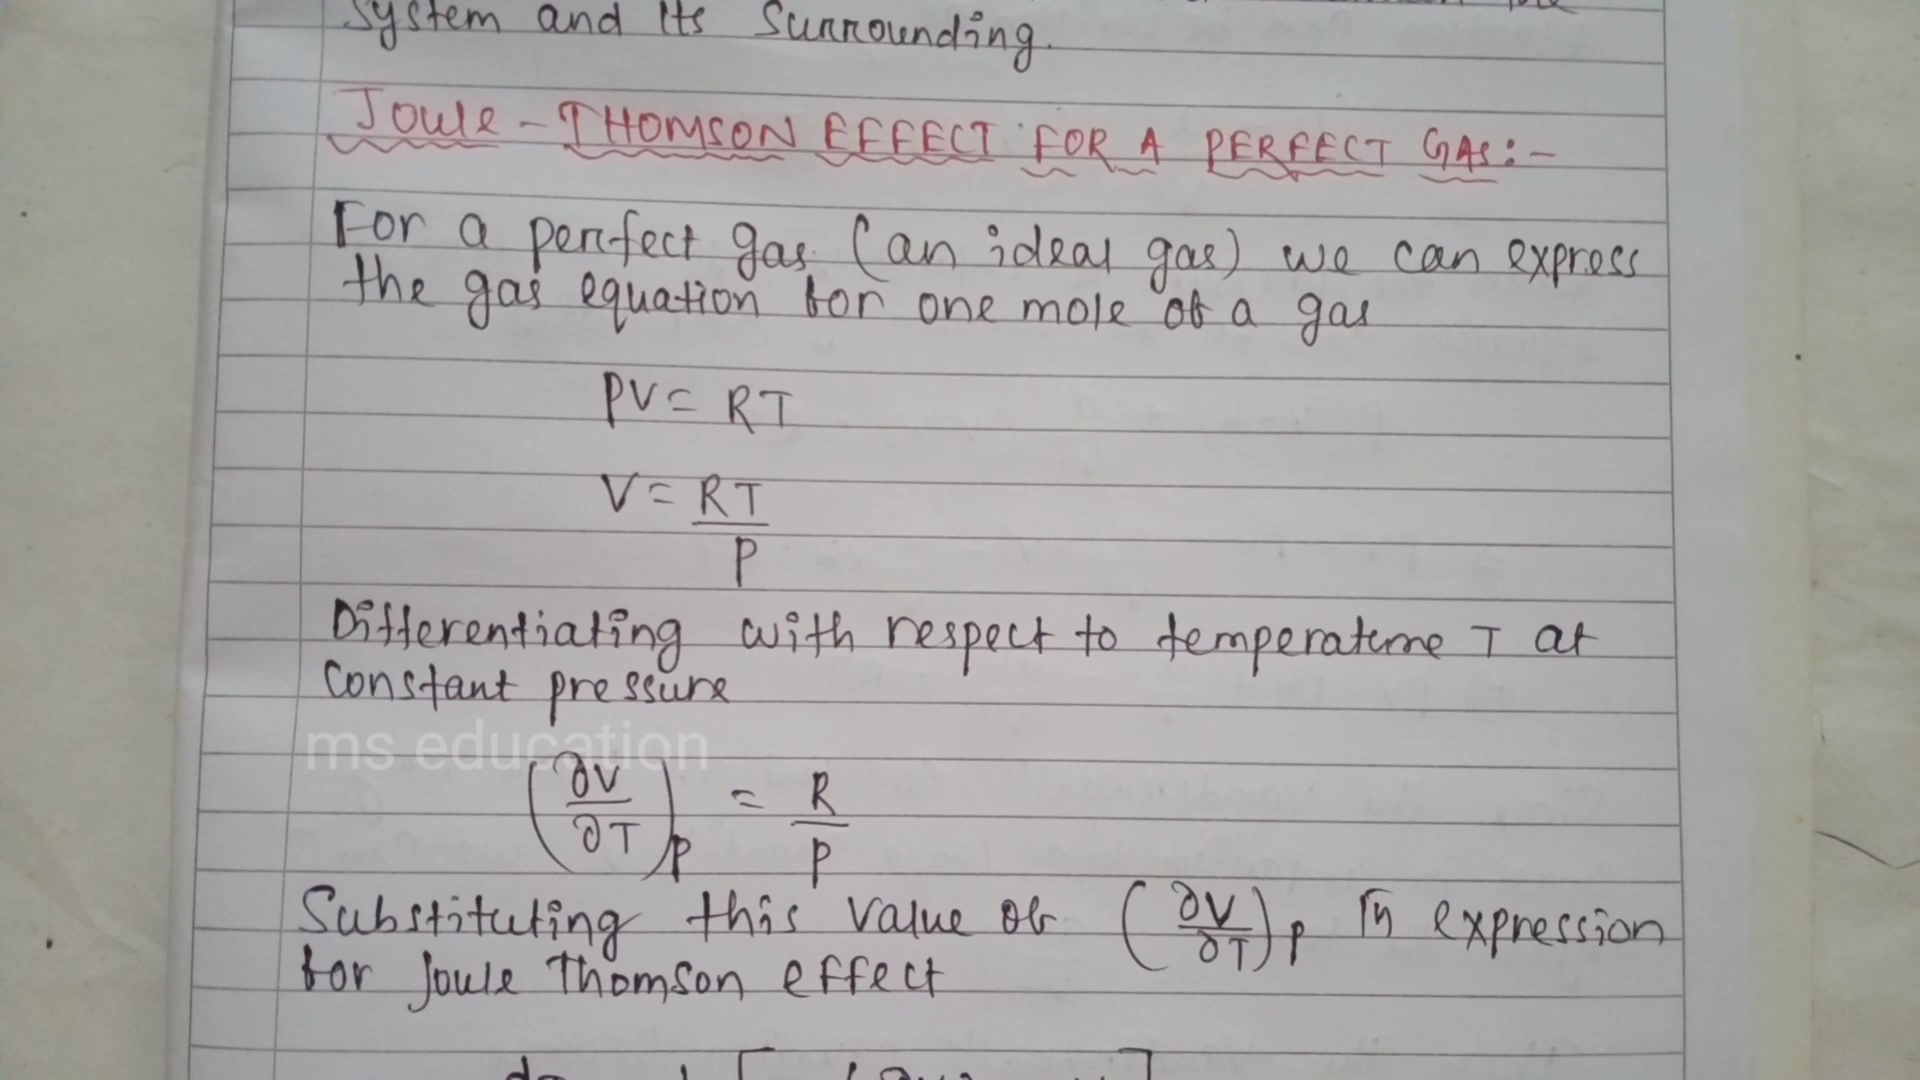 System and Its Surrounding.
JOULE - THOMSON EFFECT FOR A PERFECT GAS:-
For a perfect gas (an ideal gas) we can express
the gas equation for one mole of a gas
PV = RT
V = RT
P
Differentiating with respect to temperature T at
constant pressure
ms education
(∂V/∂T)P = R/P
Substituting this value of (∂V/∂T)P in expression
for Joule Thomson effect